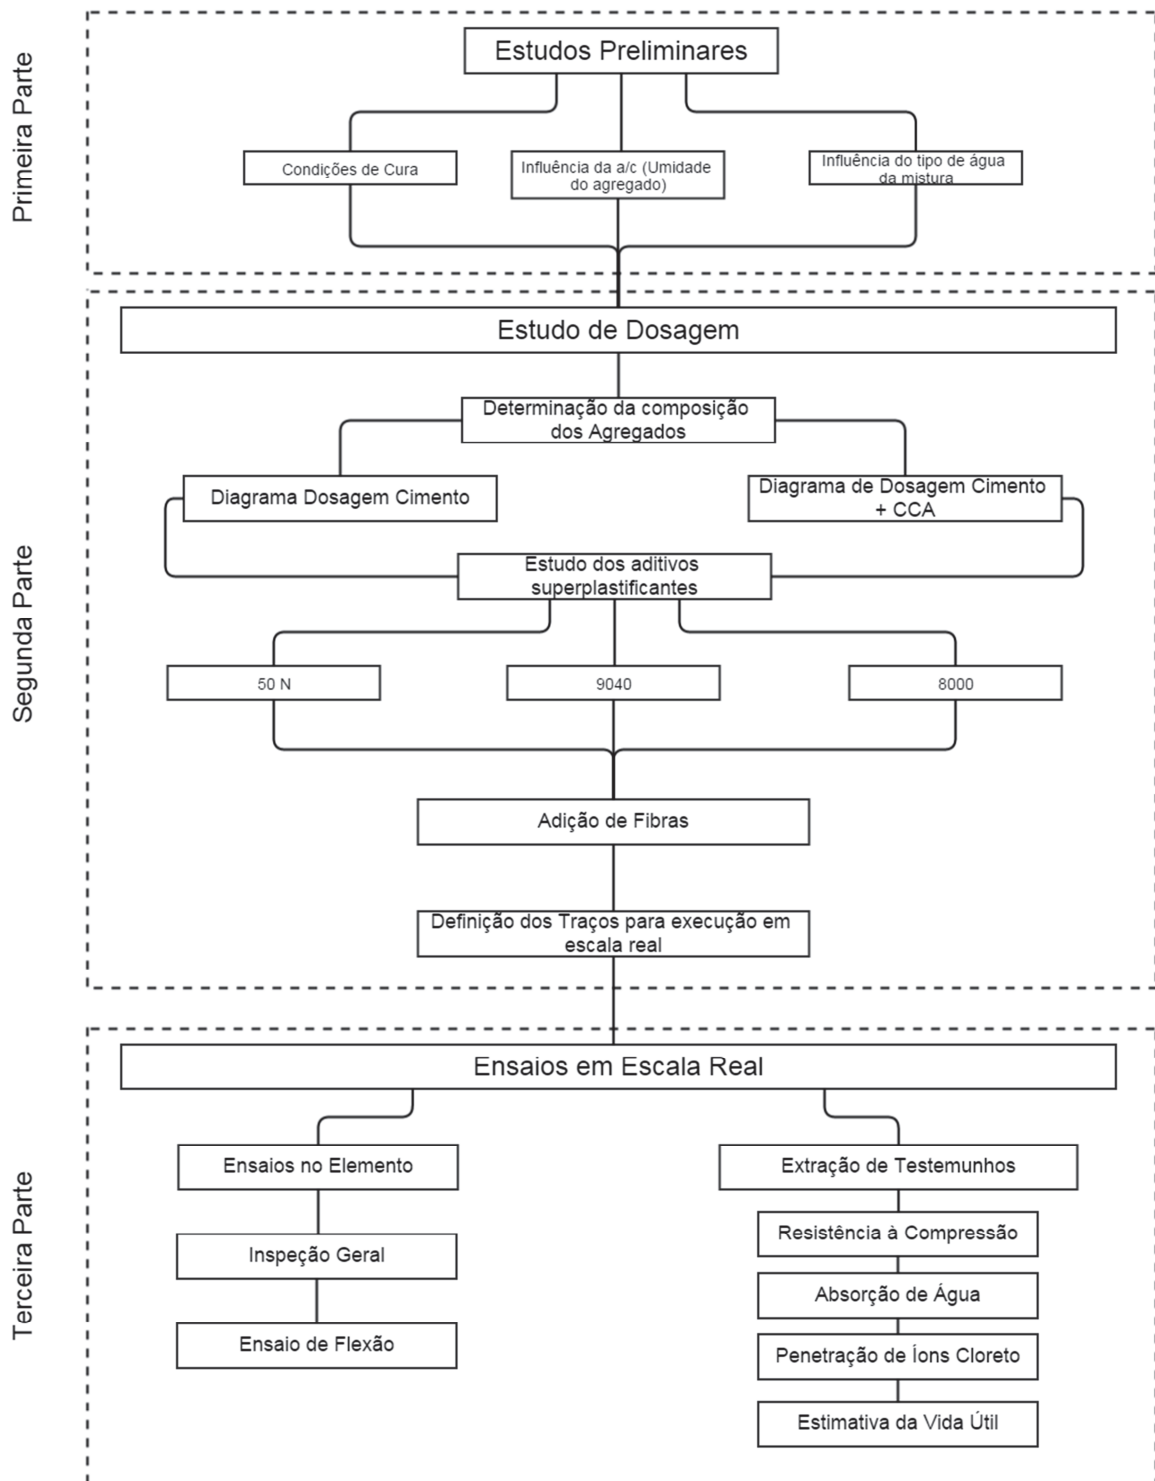 Primeira Parte
Estudos Preliminares
Condições de Cura
Influência da a/c (Umidade
do agregado)
Influência do tipo de água
da mistura
Segunda Parte
Estudo de Dosagem
Determinação da composição
dos Agregados
Diagrama Dosagem Cimento
Diagrama de Dosagem Cimento
+ CCA
Estudo dos aditivos
superplastificantes
50 N
9040
8000
Adição de Fibras
Definição dos Traços para execução em
escala real
Terceira Parte
Ensaios em Escala Real
Ensaios no Elemento
Inspeção Geral
Ensaio de Flexão
Extração de Testemunhos
Resistência à Compressão
Absorção de Água
Penetração de Íons Cloreto
Estimativa da Vida Útil